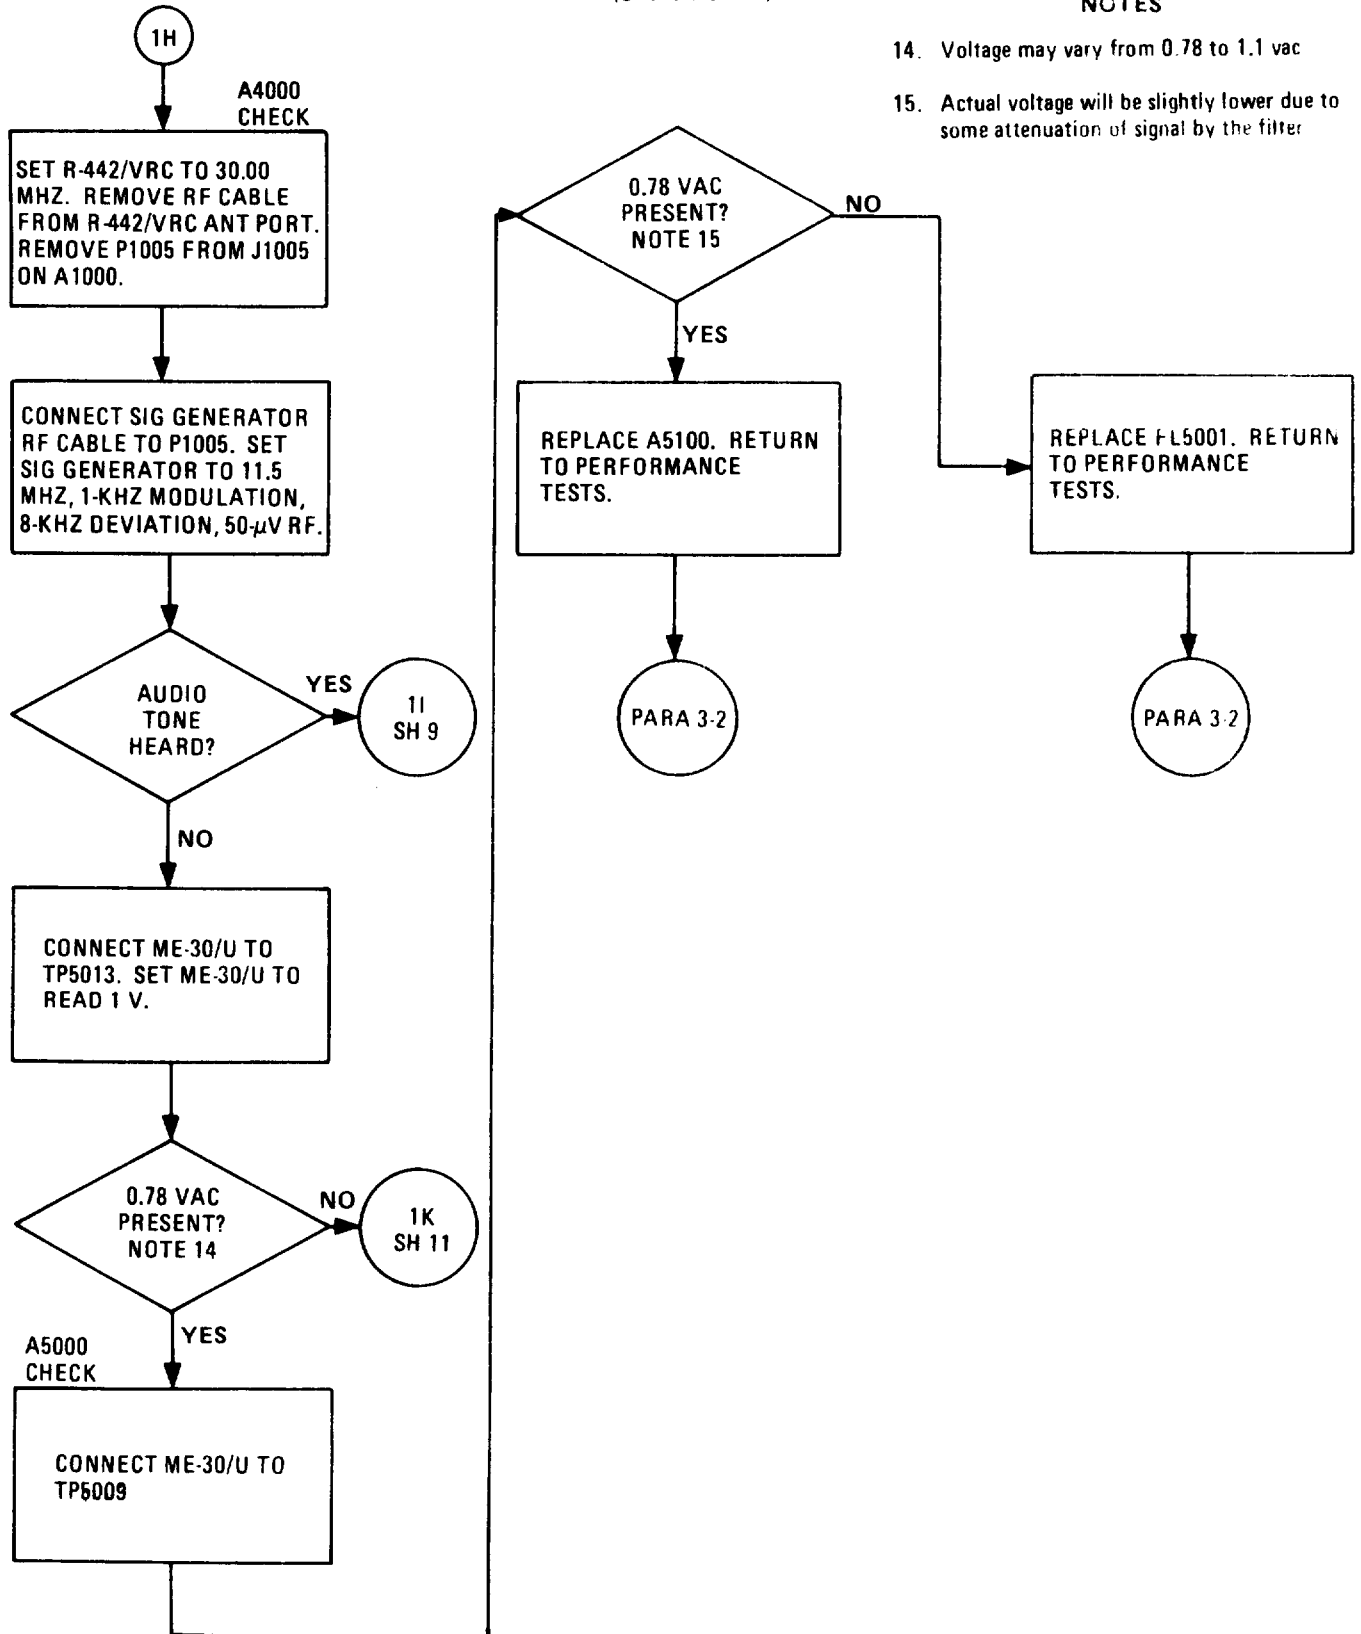 NOTES
14. Voltage may vary from 0.78 to 1.1 vac
15. Actual voltage will be slightly lower due to
some attenuation of signal by the filter
1H
A4000
CHECK
SET R-442/VRC TO 30.00
MHZ. REMOVE RF CABLE
FROM R-442/VRC ANT PORT.
REMOVE P1005 FROM J1005
ON A1000.
CONNECT SIG GENERATOR
RF CABLE TO P1005. SET
SIG GENERATOR TO 11.5
MHZ, 1-KHZ MODULATION,
8-KHZ DEVIATION, 50-μV RF.
AUDIO
TONE
HEARD?
YES
1I
SH 9
NO
CONNECT ME-30/U TO
TP5013. SET ME-30/U TO
READ 1 V.
0.78 VAC
PRESENT?
NOTE 14
NO
1K
SH 11
YES
A5000
CHECK
CONNECT ME-30/U TO
TP5009
0.78 VAC
PRESENT?
NOTE 15
NO
YES
REPLACE A5100. RETURN
TO PERFORMANCE
TESTS.
PARA 3-2
REPLACE FL5001. RETURN
TO PERFORMANCE
TESTS.
PARA 3-2